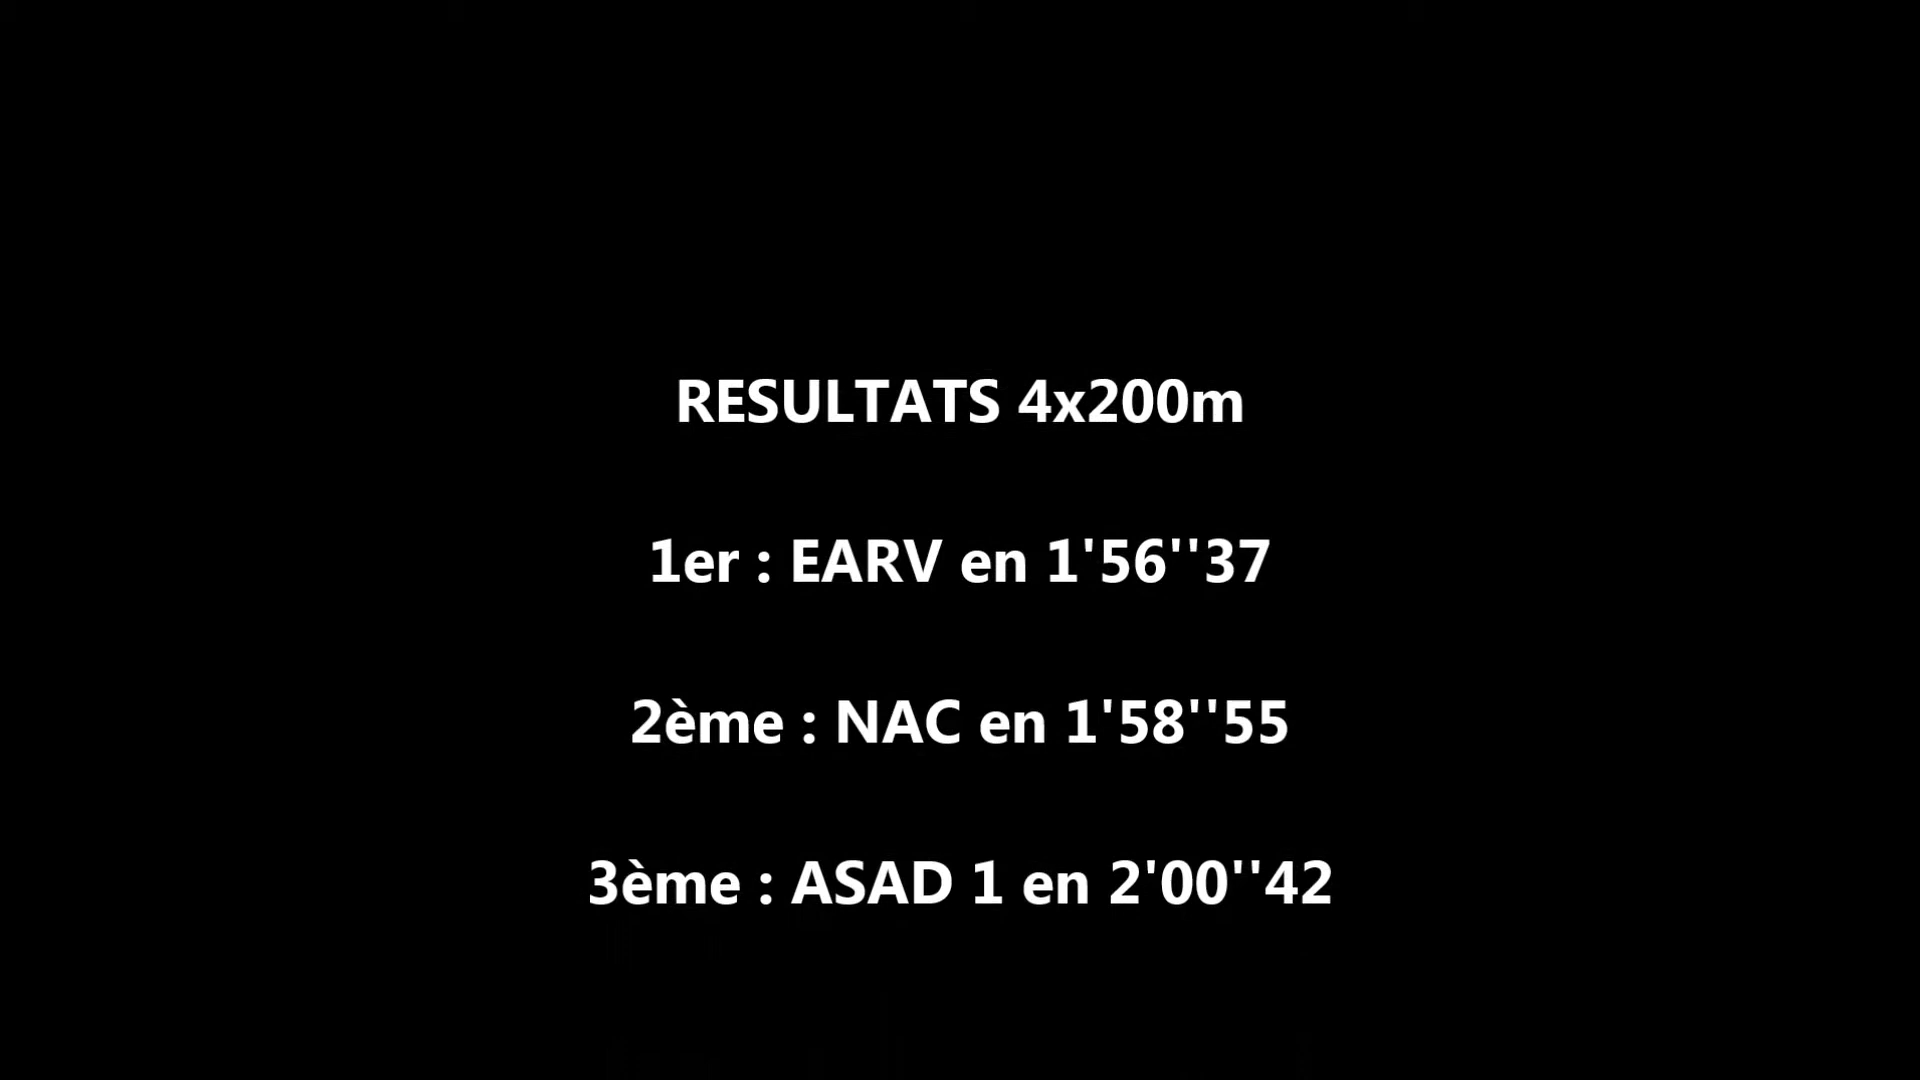 RESULTATS 4x200m
1er : EARV en 1'56''37
2ème : NAC en 1'58''55
3ème : ASAD 1 en 2'00''42